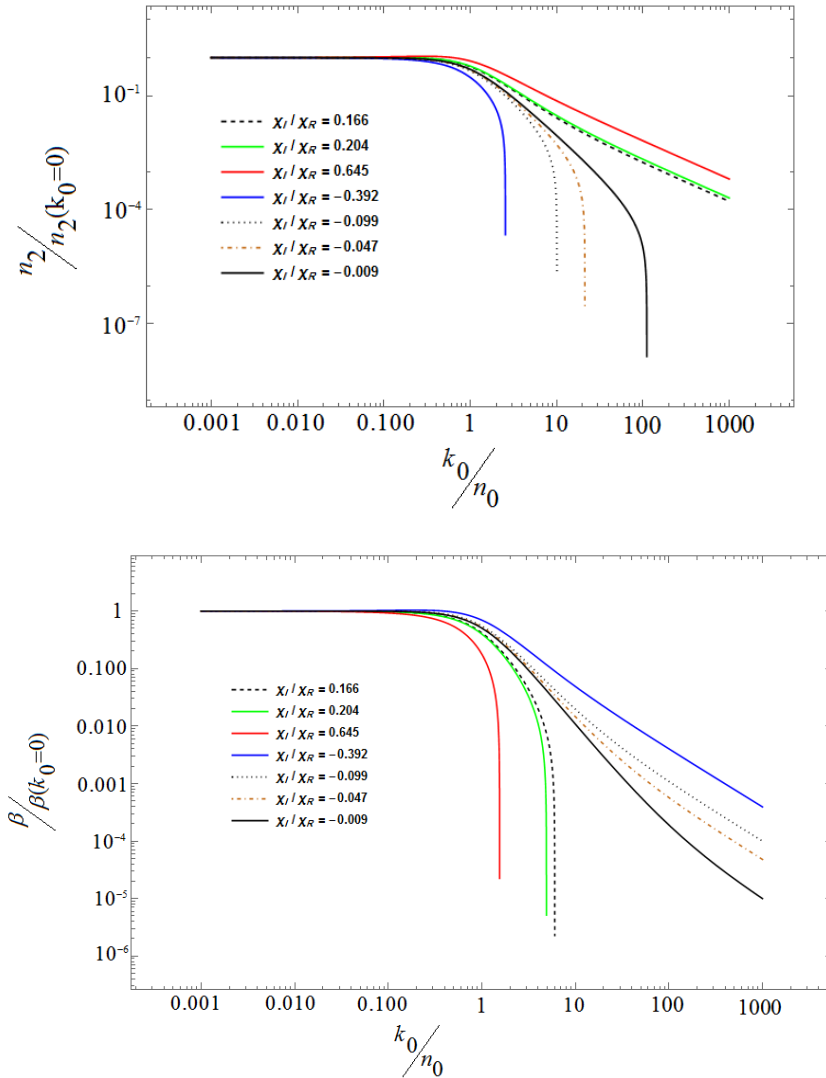 10⁻¹
10⁻⁴
10⁻⁷
n₂/n₂(k₀=0)
χI / χR = 0.166
χI / χR = 0.204
χI / χR = 0.645
χI / χR = −0.392
χI / χR = −0.099
χI / χR = −0.047
χI / χR = −0.009
0.001 0.010 0.100 1 10 100 1000
k₀/n₀
1
0.100
0.010
0.001
10⁻⁴
10⁻⁵
10⁻⁶
β/β(k₀=0)
χI / χR = 0.166
χI / χR = 0.204
χI / χR = 0.645
χI / χR = −0.392
χI / χR = −0.099
χI / χR = −0.047
χI / χR = −0.009
0.001 0.010 0.100 1 10 100 1000
k₀/n₀